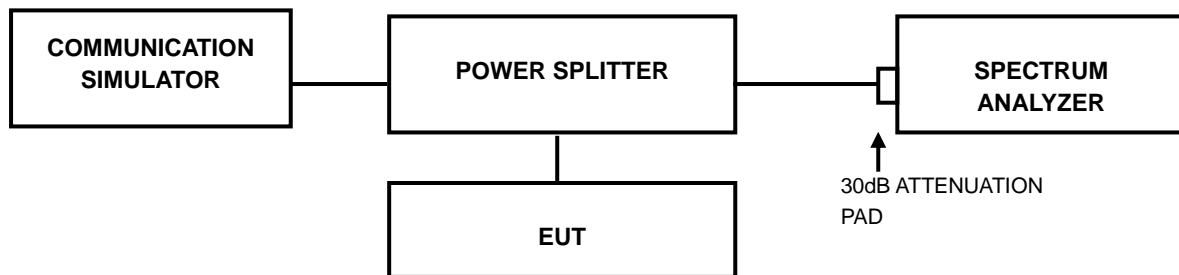 COMMUNICATION
SIMULATOR
POWER SPLITTER
SPECTRUM
ANALYZER
30dB ATTENUATION
PAD
EUT